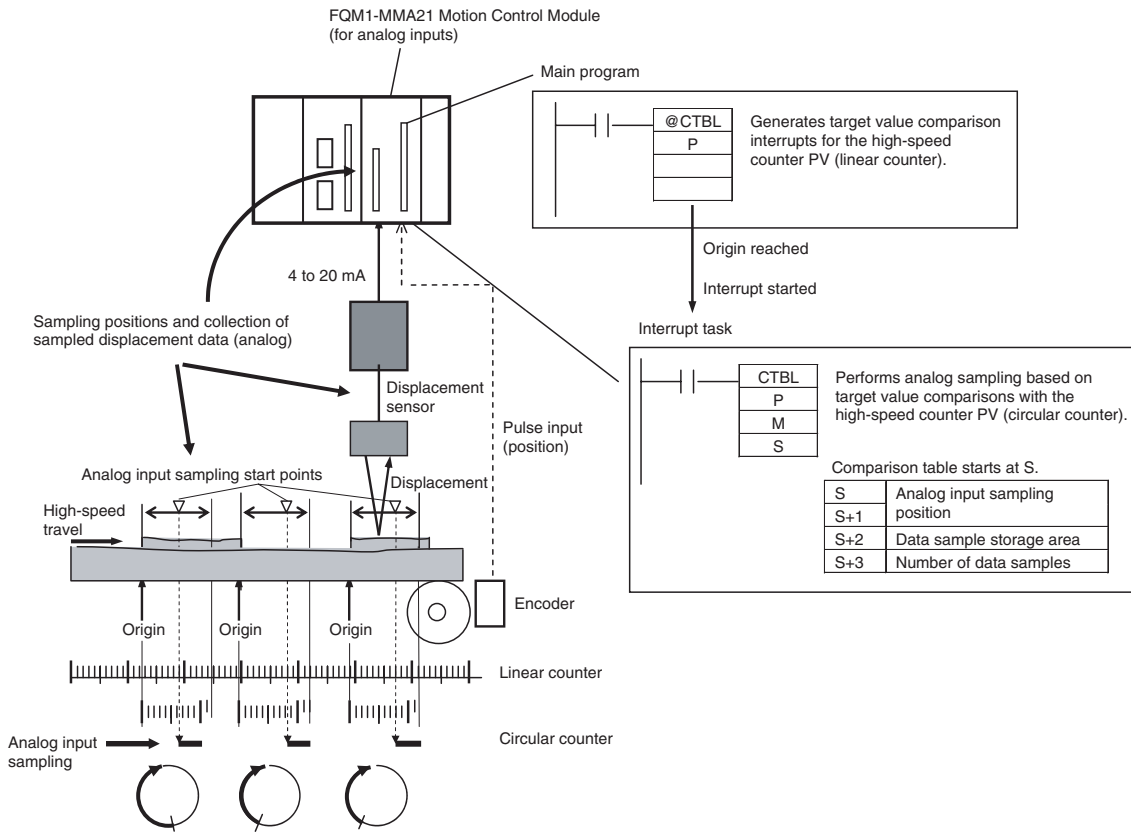 FQM1-MMA21 Motion Control Module
(for analog inputs)
Main program
@CTBL
P
Generates target value comparison
interrupts for the high-speed
counter PV (linear counter).
Origin reached
Interrupt started
4 to 20 mA
Sampling positions and collection of
sampled displacement data (analog)
Interrupt task
CTBL
P
M
S
Performs analog sampling based on
target value comparisons with the
high-speed counter PV (circular counter).
Displacement
sensor
Pulse input
(position)
Comparison table starts at S.
S
S+1
Analog input sampling
position
S+2
Data sample storage area
S+3
Number of data samples
Analog input sampling start points
Displacement
High-speed
travel
Encoder
Origin
Origin
Origin
Linear counter
Circular counter
Analog input
sampling